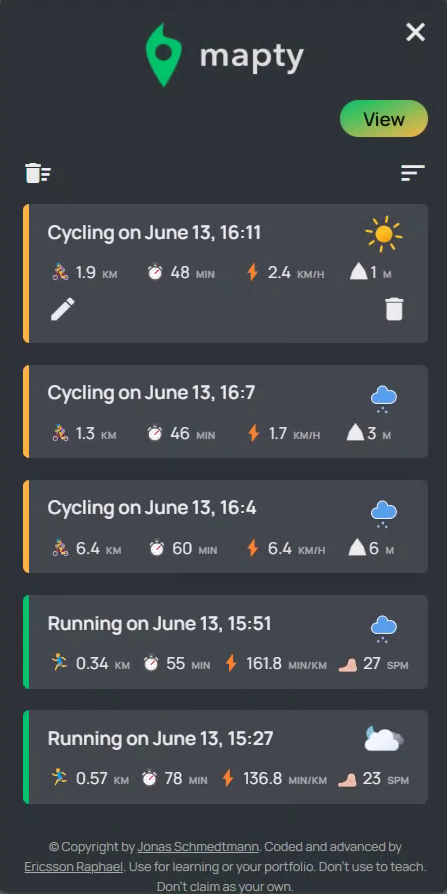 mapty
View
Cycling on June 13, 16:11
1.9 KM 48 MIN 2.4 KM/H 1 M
Cycling on June 13, 16:7
1.3 KM 46 MIN 1.7 KM/H 3 M
Cycling on June 13, 16:4
6.4 KM 60 MIN 6.4 KM/H 6 M
Running on June 13, 15:51
0.34 KM 55 MIN 161.8 MIN/KM 27 SPM
Running on June 13, 15:27
0.57 KM 78 MIN 136.8 MIN/KM 23 SPM
© Copyright by Jonas Schmedtmann. Coded and advanced by
Ericsson Raphael. Use for learning or your portfolio. Don't use to teach.
Don't claim as your own.